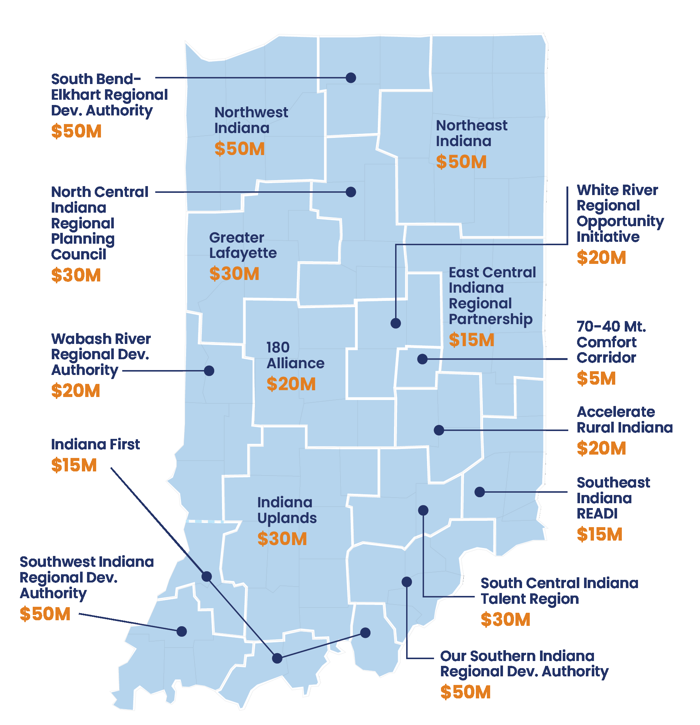 South Bend–
Elkhart Regional
Dev. Authority
$50M
Northwest
Indiana
$50M
Northeast
Indiana
$50M
North Central
Indiana
Regional
Planning
Council
$30M
White River
Regional
Opportunity
Initiative
$20M
Greater
Lafayette
$30M
East Central
Indiana
Regional
Partnership
$15M
Wabash River
Regional Dev.
Authority
$20M
180
Alliance
$20M
70-40 Mt.
Comfort
Corridor
$5M
Accelerate
Rural Indiana
$20M
Indiana First
$15M
Southeast
Indiana
READI
$15M
Indiana
Uplands
$30M
Southwest Indiana
Regional Dev.
Authority
$50M
South Central Indiana
Talent Region
$30M
Our Southern Indiana
Regional Dev. Authority
$50M